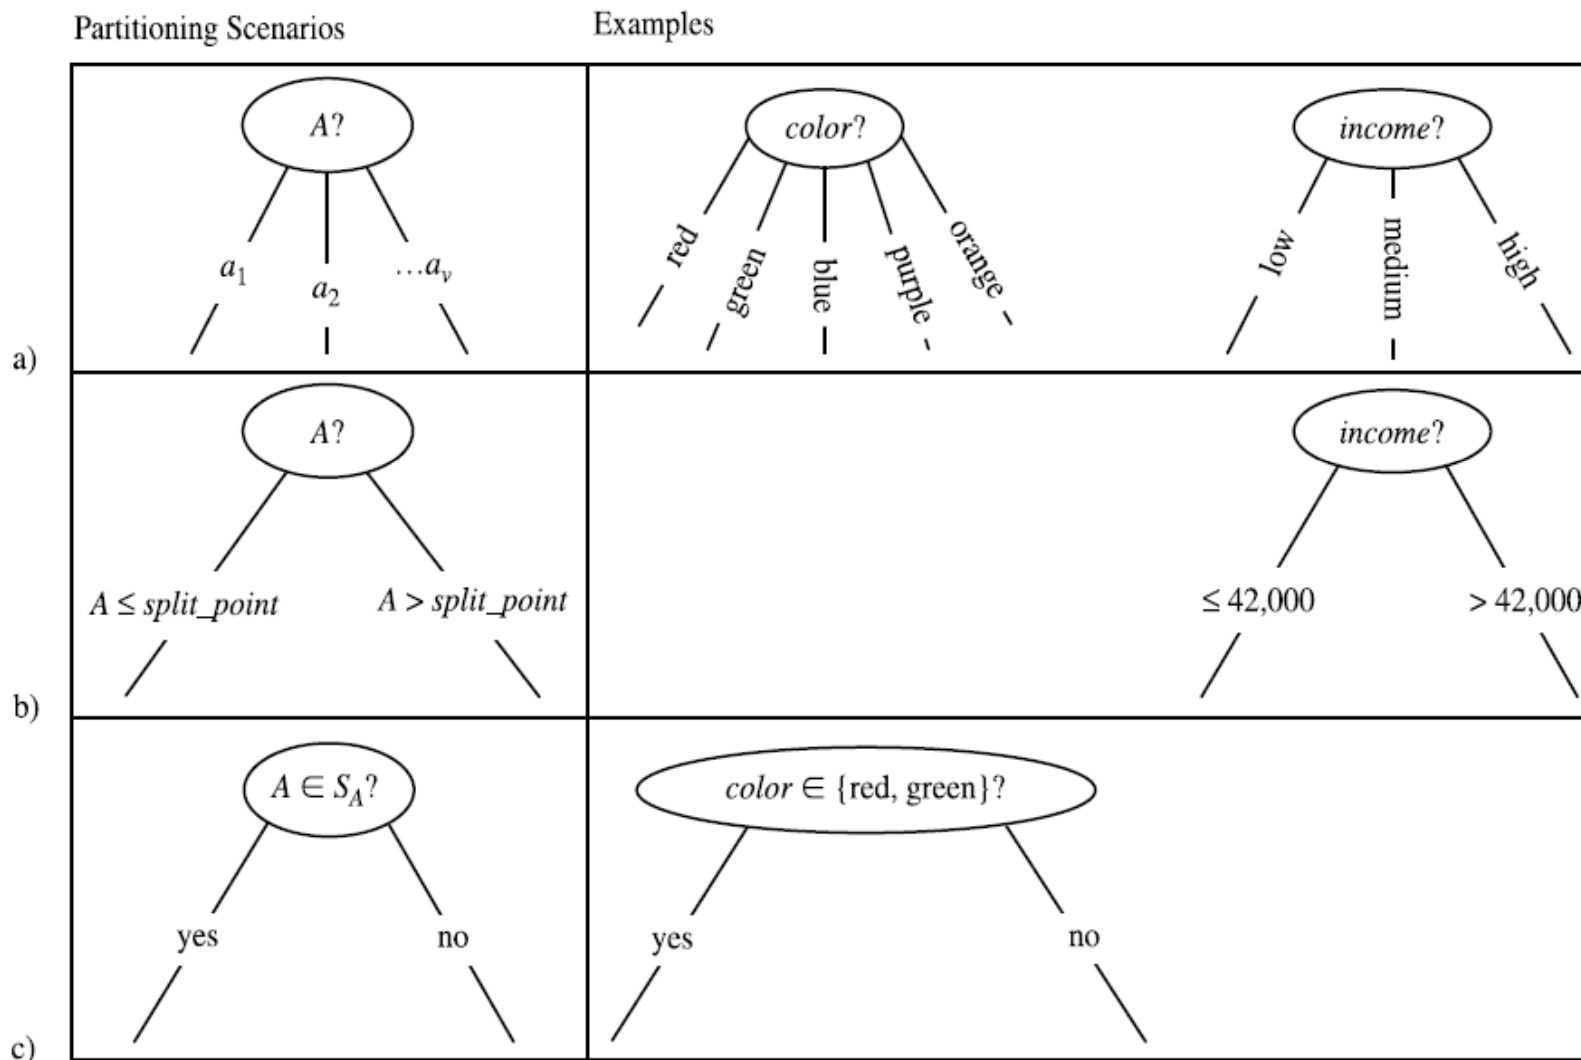 Partitioning Scenarios
Examples
a)
A?
a1
a2
...av
color?
red
green
blue
purple
orange
income?
low
medium
high
b)
A?
A ≤ split_point
A > split_point
income?
≤ 42,000
> 42,000
c)
A ∈ SA?
yes
no
color ∈ {red, green}?
yes
no